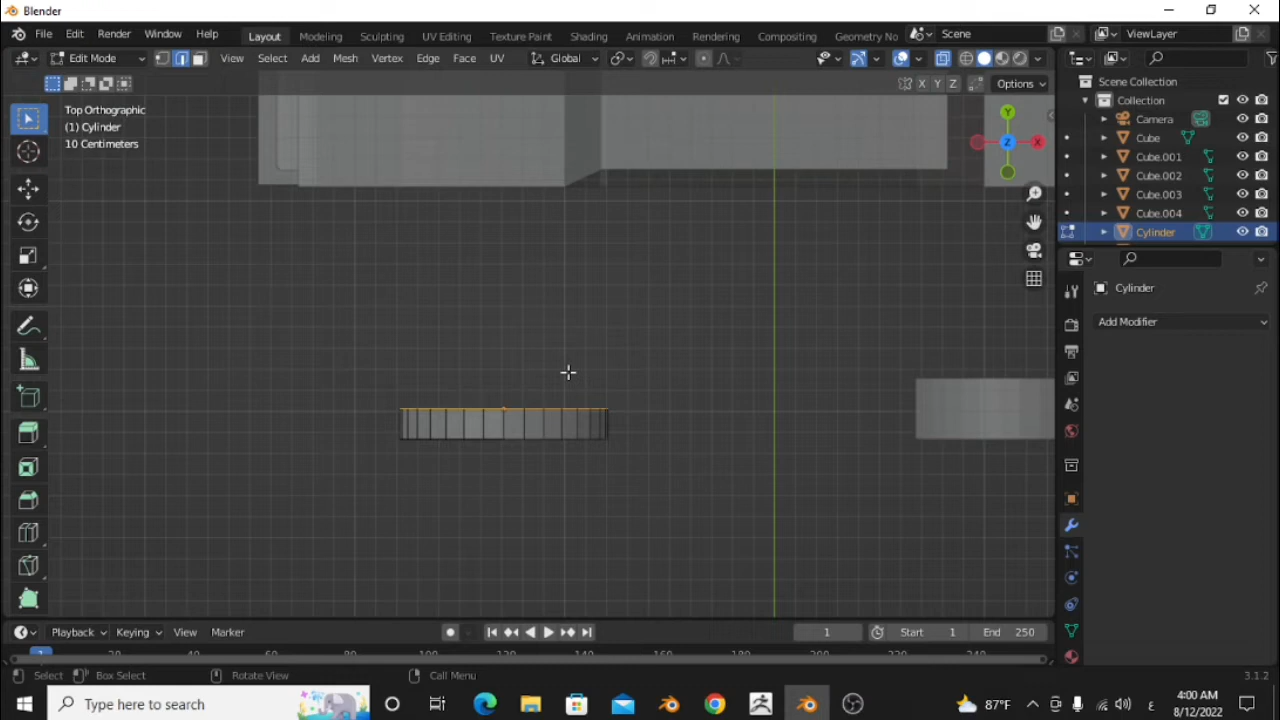 Blender
File Edit Render Window Help Layout Modeling Sculpting UV Editing Texture Paint Shading Animation Rendering Compositing Geometry No Scene ViewLayer
Edit Mode View Select Add Mesh Vertex Edge Face UV Global
X Y Z Options
Top Orthographic
(1) Cylinder
10 Centimeters
Y
Z X
Scene Collection
Collection
Camera
Cube
Cube.001
Cube.002
Cube.003
Cube.004
Cylinder
Cylinder
Add Modifier
Playback Keying View Marker 1 Start 1 End 250
Select Box Select Rotate View Call Menu 3.1.2
Type here to search 87°F ع 4:00 AM
8/12/2022